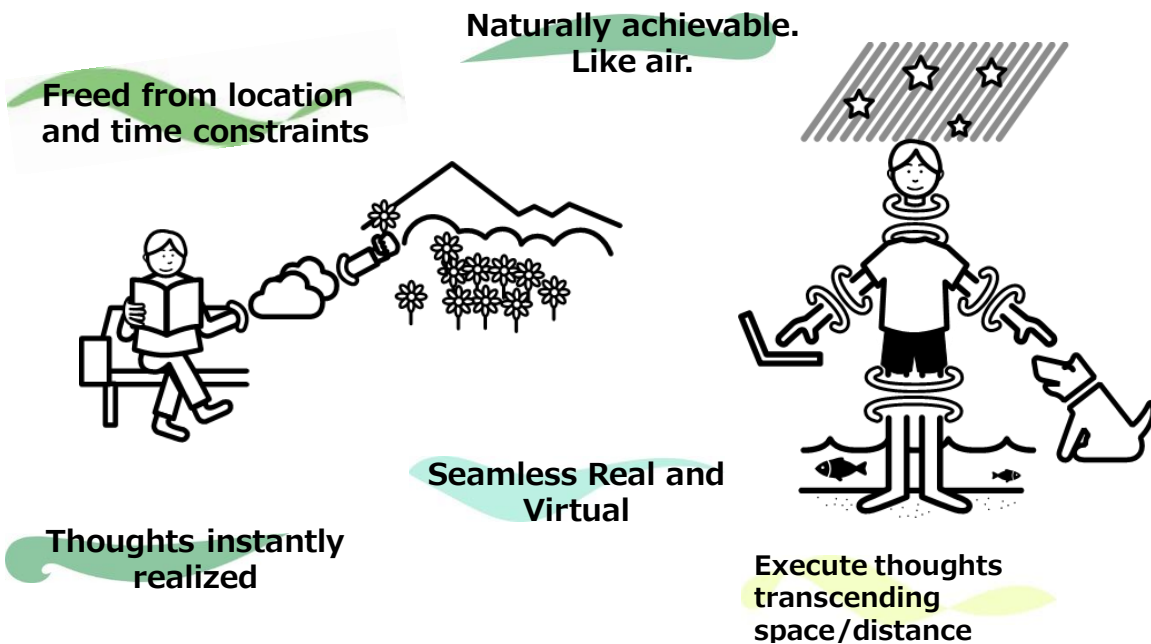 Naturally achievable.
Like air.
Freed from location
and time constraints
Seamless Real and
Virtual
Thoughts instantly
realized
Execute thoughts
transcending
space/distance